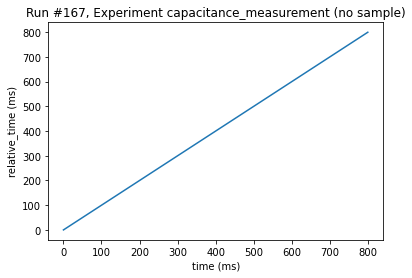 Run #167, Experiment capacitance_measurement (no sample)
800
700
600
500
400
300
200
100
0
relative_time (ms)
0 100 200 300 400 500 600 700 800
time (ms)